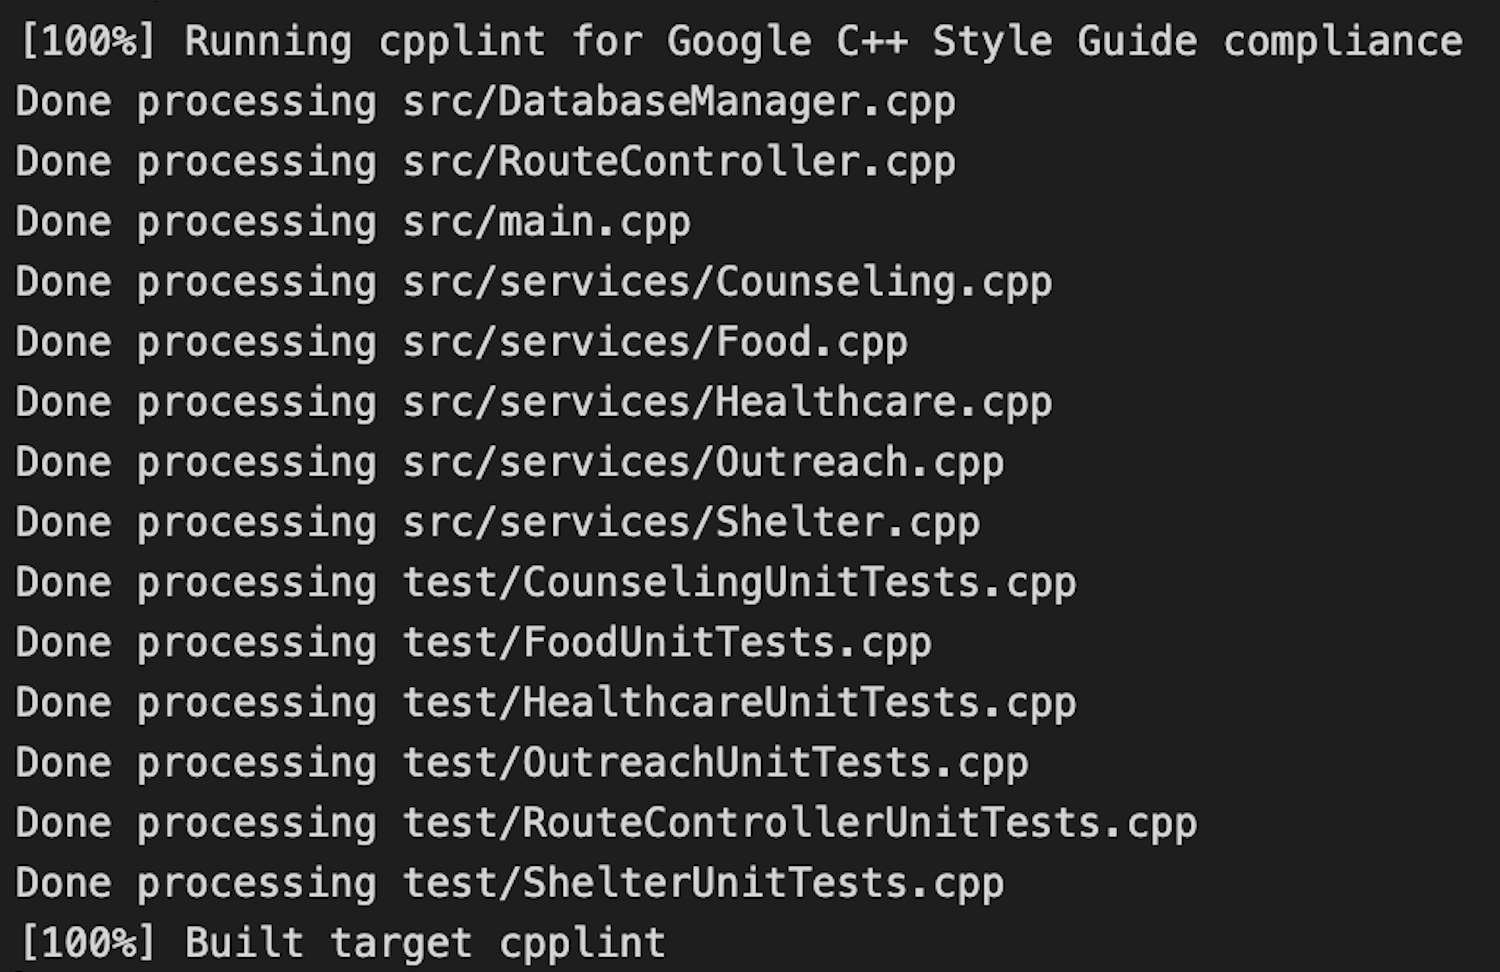 [100%] Running cpplint for Google C++ Style Guide compliance
Done processing src/DatabaseManager.cpp
Done processing src/RouteController.cpp
Done processing src/main.cpp
Done processing src/services/Counseling.cpp
Done processing src/services/Food.cpp
Done processing src/services/Healthcare.cpp
Done processing src/services/Outreach.cpp
Done processing src/services/Shelter.cpp
Done processing test/CounselingUnitTests.cpp
Done processing test/FoodUnitTests.cpp
Done processing test/HealthcareUnitTests.cpp
Done processing test/OutreachUnitTests.cpp
Done processing test/RouteControllerUnitTests.cpp
Done processing test/ShelterUnitTests.cpp
[100%] Built target cpplint